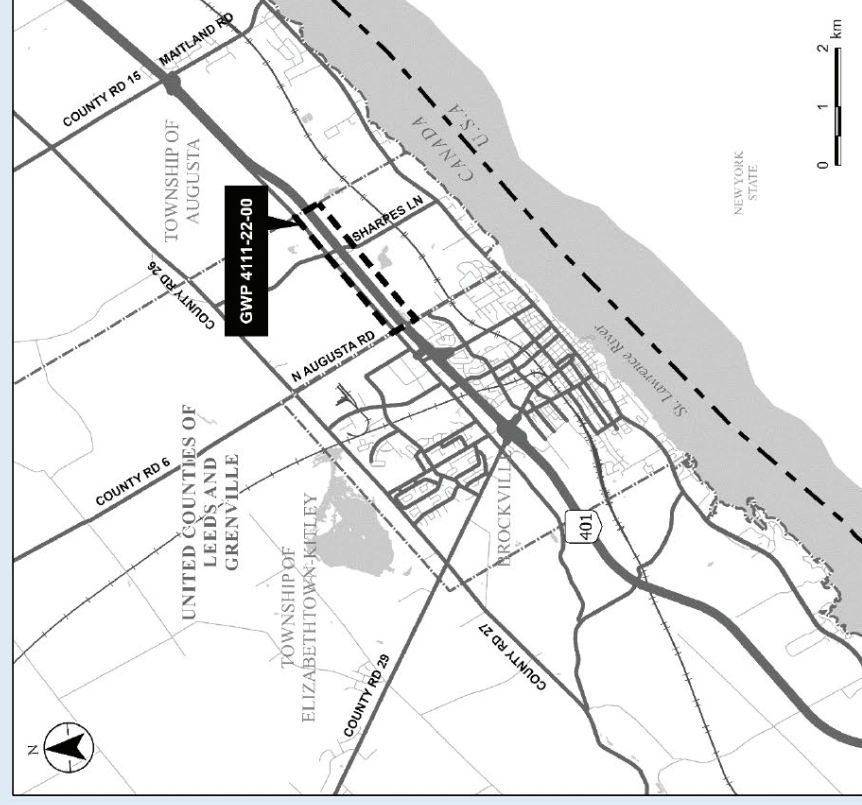 COUNTY RD 15
MAITLAND RD
TOWNSHIP OF
AUGUSTA
GWP 4111-22-00
SHARPES LN
CANADA
U.S.A
NEW YORK
STATE
0 1 2 km
COUNTY RD 26
N AUGUSTA RD
COUNTY RD 6
UNITED COUNTIES OF
LEEDS AND
GRENVILLE
TOWNSHIP OF
ELIZABETHTOWN-KITLEY
BROCKVILLE
St. Lawrence River
401
COUNTY RD 27
COUNTY RD 29
N